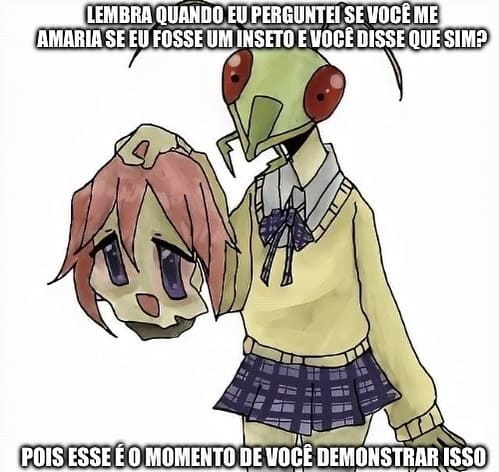 LEMBRA QUANDO EU PERGUNTEI SE VOCÊ ME
AMARIA SE EU FOSSE UM INSETO E VOCÊ DISSE QUE SIM?
POIS ESSE É O MOMENTO DE VOCÊ DEMONSTRAR ISSO